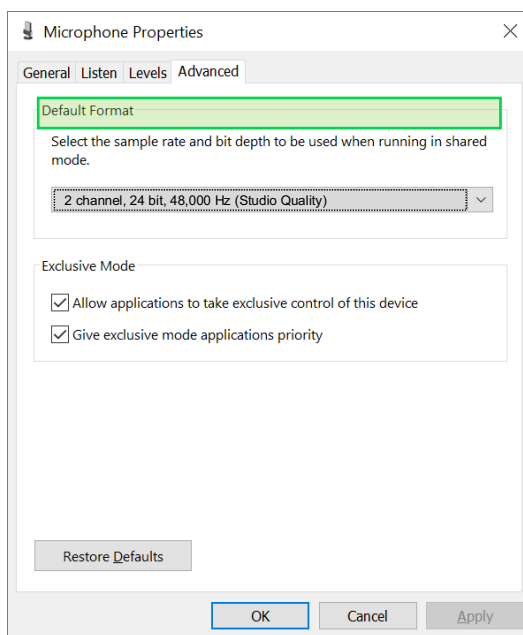 Microphone Properties
General Listen Levels Advanced
Default Format
Select the sample rate and bit depth to be used when running in shared
mode.
2 channel, 24 bit, 48,000 Hz (Studio Quality)
Exclusive Mode
Allow applications to take exclusive control of this device
Give exclusive mode applications priority
Restore Defaults
OK Cancel Apply